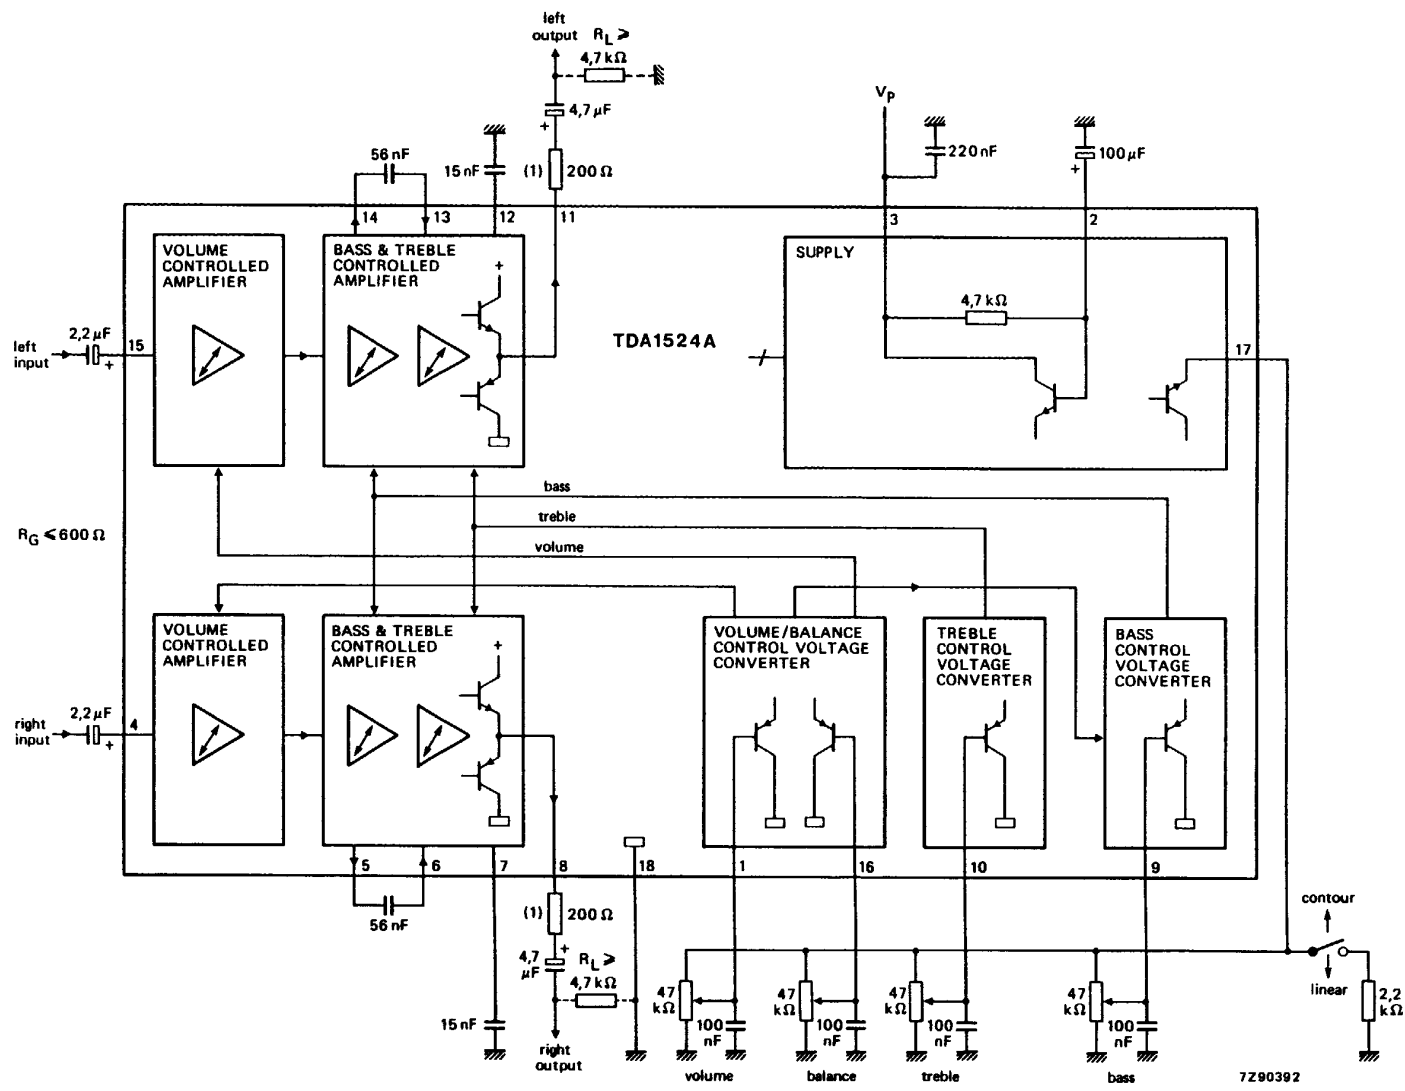 left
output
R_L ⩾
4,7 kΩ
4,7 μF
+
56 nF
15 nF
(1)
200 Ω
14
13
12
11
V_P
220 nF
100 μF
+
3
2
VOLUME
CONTROLLED
AMPLIFIER
BASS & TREBLE
CONTROLLED
AMPLIFIER
+
SUPPLY
4,7 kΩ
TDA1524A
17
left
input
2,2 μF
+
15
bass
treble
volume
R_G ⩽ 600 Ω
VOLUME
CONTROLLED
AMPLIFIER
BASS & TREBLE
CONTROLLED
AMPLIFIER
+
VOLUME/BALANCE
CONTROL VOLTAGE
CONVERTER
TREBLE
CONTROL
VOLTAGE
CONVERTER
BASS
CONTROL
VOLTAGE
CONVERTER
right
input
2,2 μF
+
4
5
6
7
8
18
1
16
10
9
56 nF
(1)
200 Ω
+
4,7
μF
R_L ⩾
4,7 kΩ
15 nF
right
output
47
kΩ
100
nF
volume
47
kΩ
100
nF
balance
47
kΩ
100
nF
treble
47
kΩ
100
nF
bass
contour
linear
2,2
kΩ
7Z90392